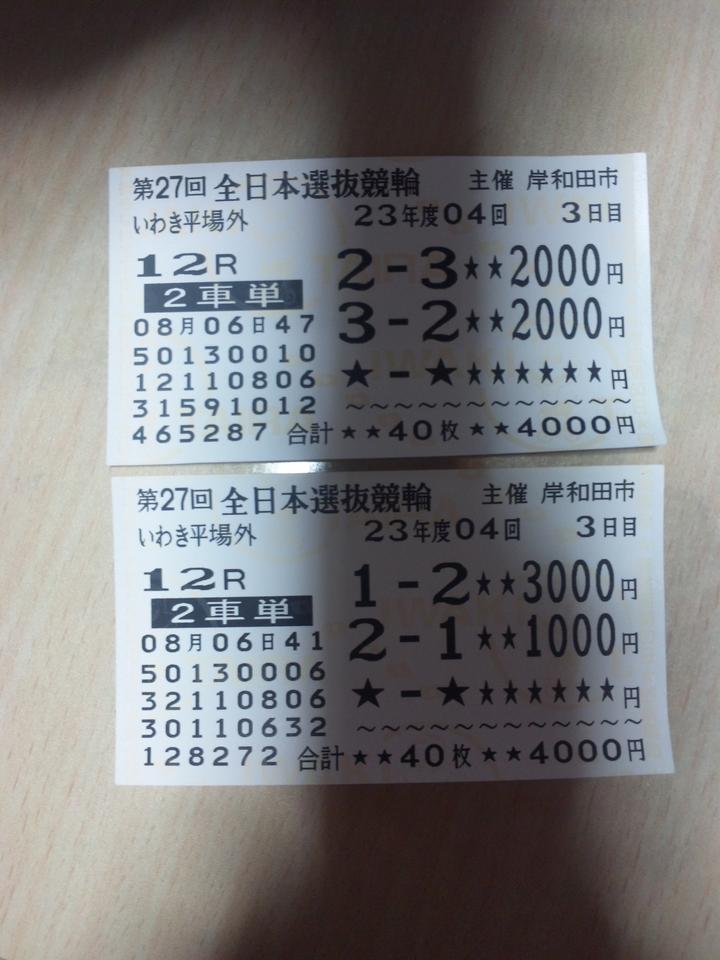 第27回 全日本選抜競輪 主催 岸和田市
いわき平場外 23年度04回 3日目
12R
2車単
2-3★★2000円
3-2★★2000円
★-★★★★★★★円
～～～～～～～～～～～～
08月06日47
50130010
12110806
31591012
465287 合計★★40枚★★4000円
第27回 全日本選抜競輪 主催 岸和田市
いわき平場外 23年度04回 3日目
12R
2車単
1-2★★3000円
2-1★★1000円
★-★★★★★★★円
～～～～～～～～～～～～
08月06日41
50130006
32110806
30110632
128272 合計★★40枚★★4000円